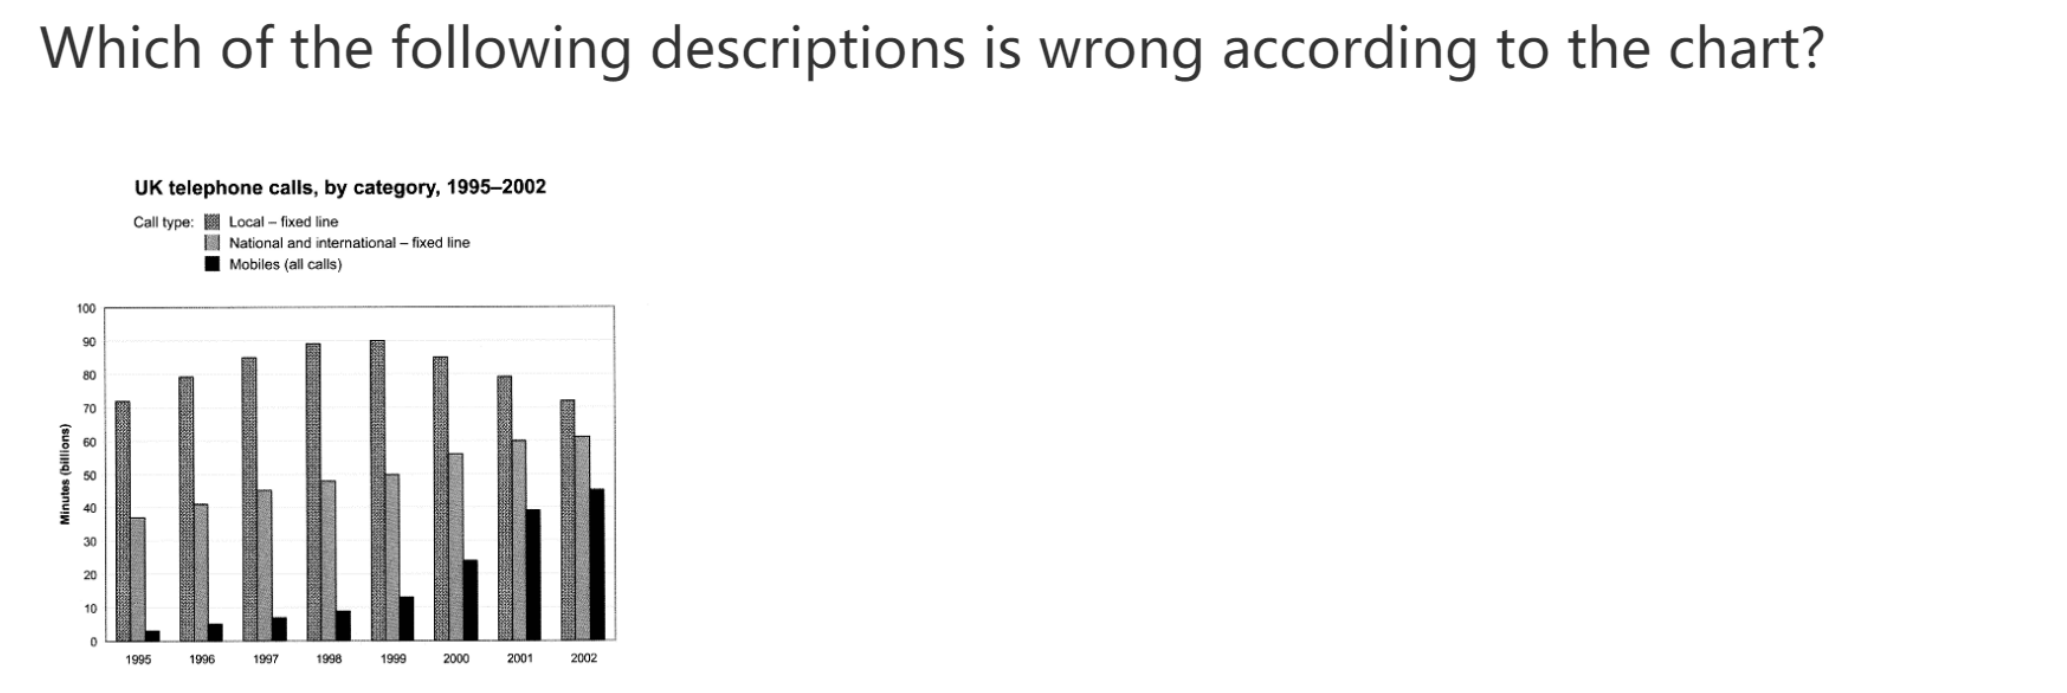 Which of the following descriptions is wrong according to the chart?
UK telephone calls, by category, 1995–2002
Call type: Local – fixed line
National and international – fixed line
Mobiles (all calls)
Minutes (billions)
100
90
80
70
60
50
40
30
20
10
0
1995 1996 1997 1998 1999 2000 2001 2002